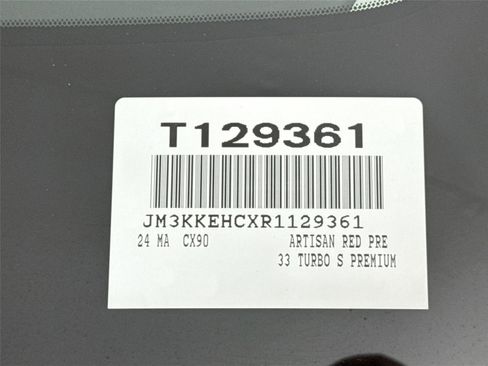 T129361
JM3KKEHCXR1129361
24 MA CX90 ARTISAN RED PRE
33 TURBO S PREMIUM